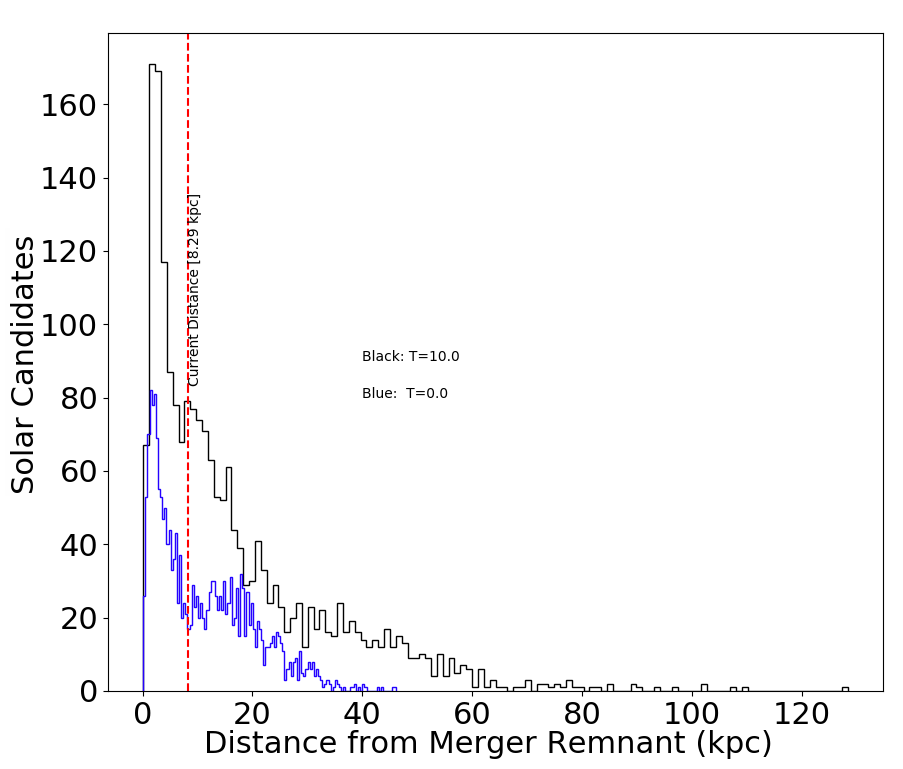 160
140
120
100
80
60
40
20
0
Solar Candidates
Current Distance [8.29 kpc]
Black: T=10.0
Blue: T=0.0
0 20 40 60 80 100 120
Distance from Merger Remnant (kpc)